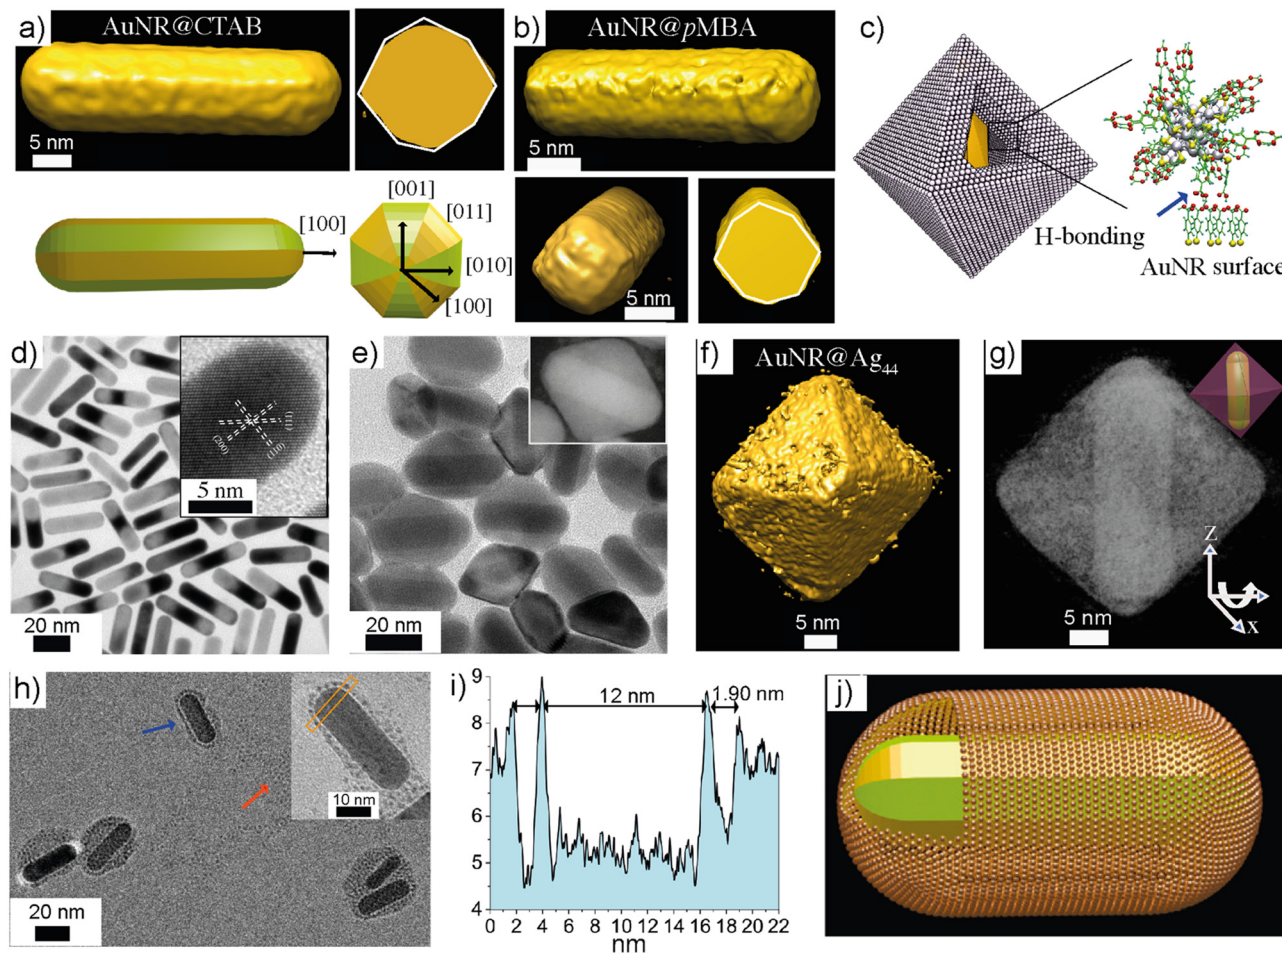 a) AuNR@CTAB
5 nm
b) AuNR@pMBA
5 nm
c)
H-bonding
AuNR surface
[100]
[001]
[011]
[010]
[100]
5 nm
d)
(200)
(110)
(111)
5 nm
20 nm
e)
20 nm
f) AuNR@Ag44
5 nm
g)
Z
X
5 nm
h)
10 nm
20 nm
i)
9
8
7
6
5
4
12 nm
1.90 nm
0 2 4 6 8 10 12 14 16 18 20 22
nm
j)